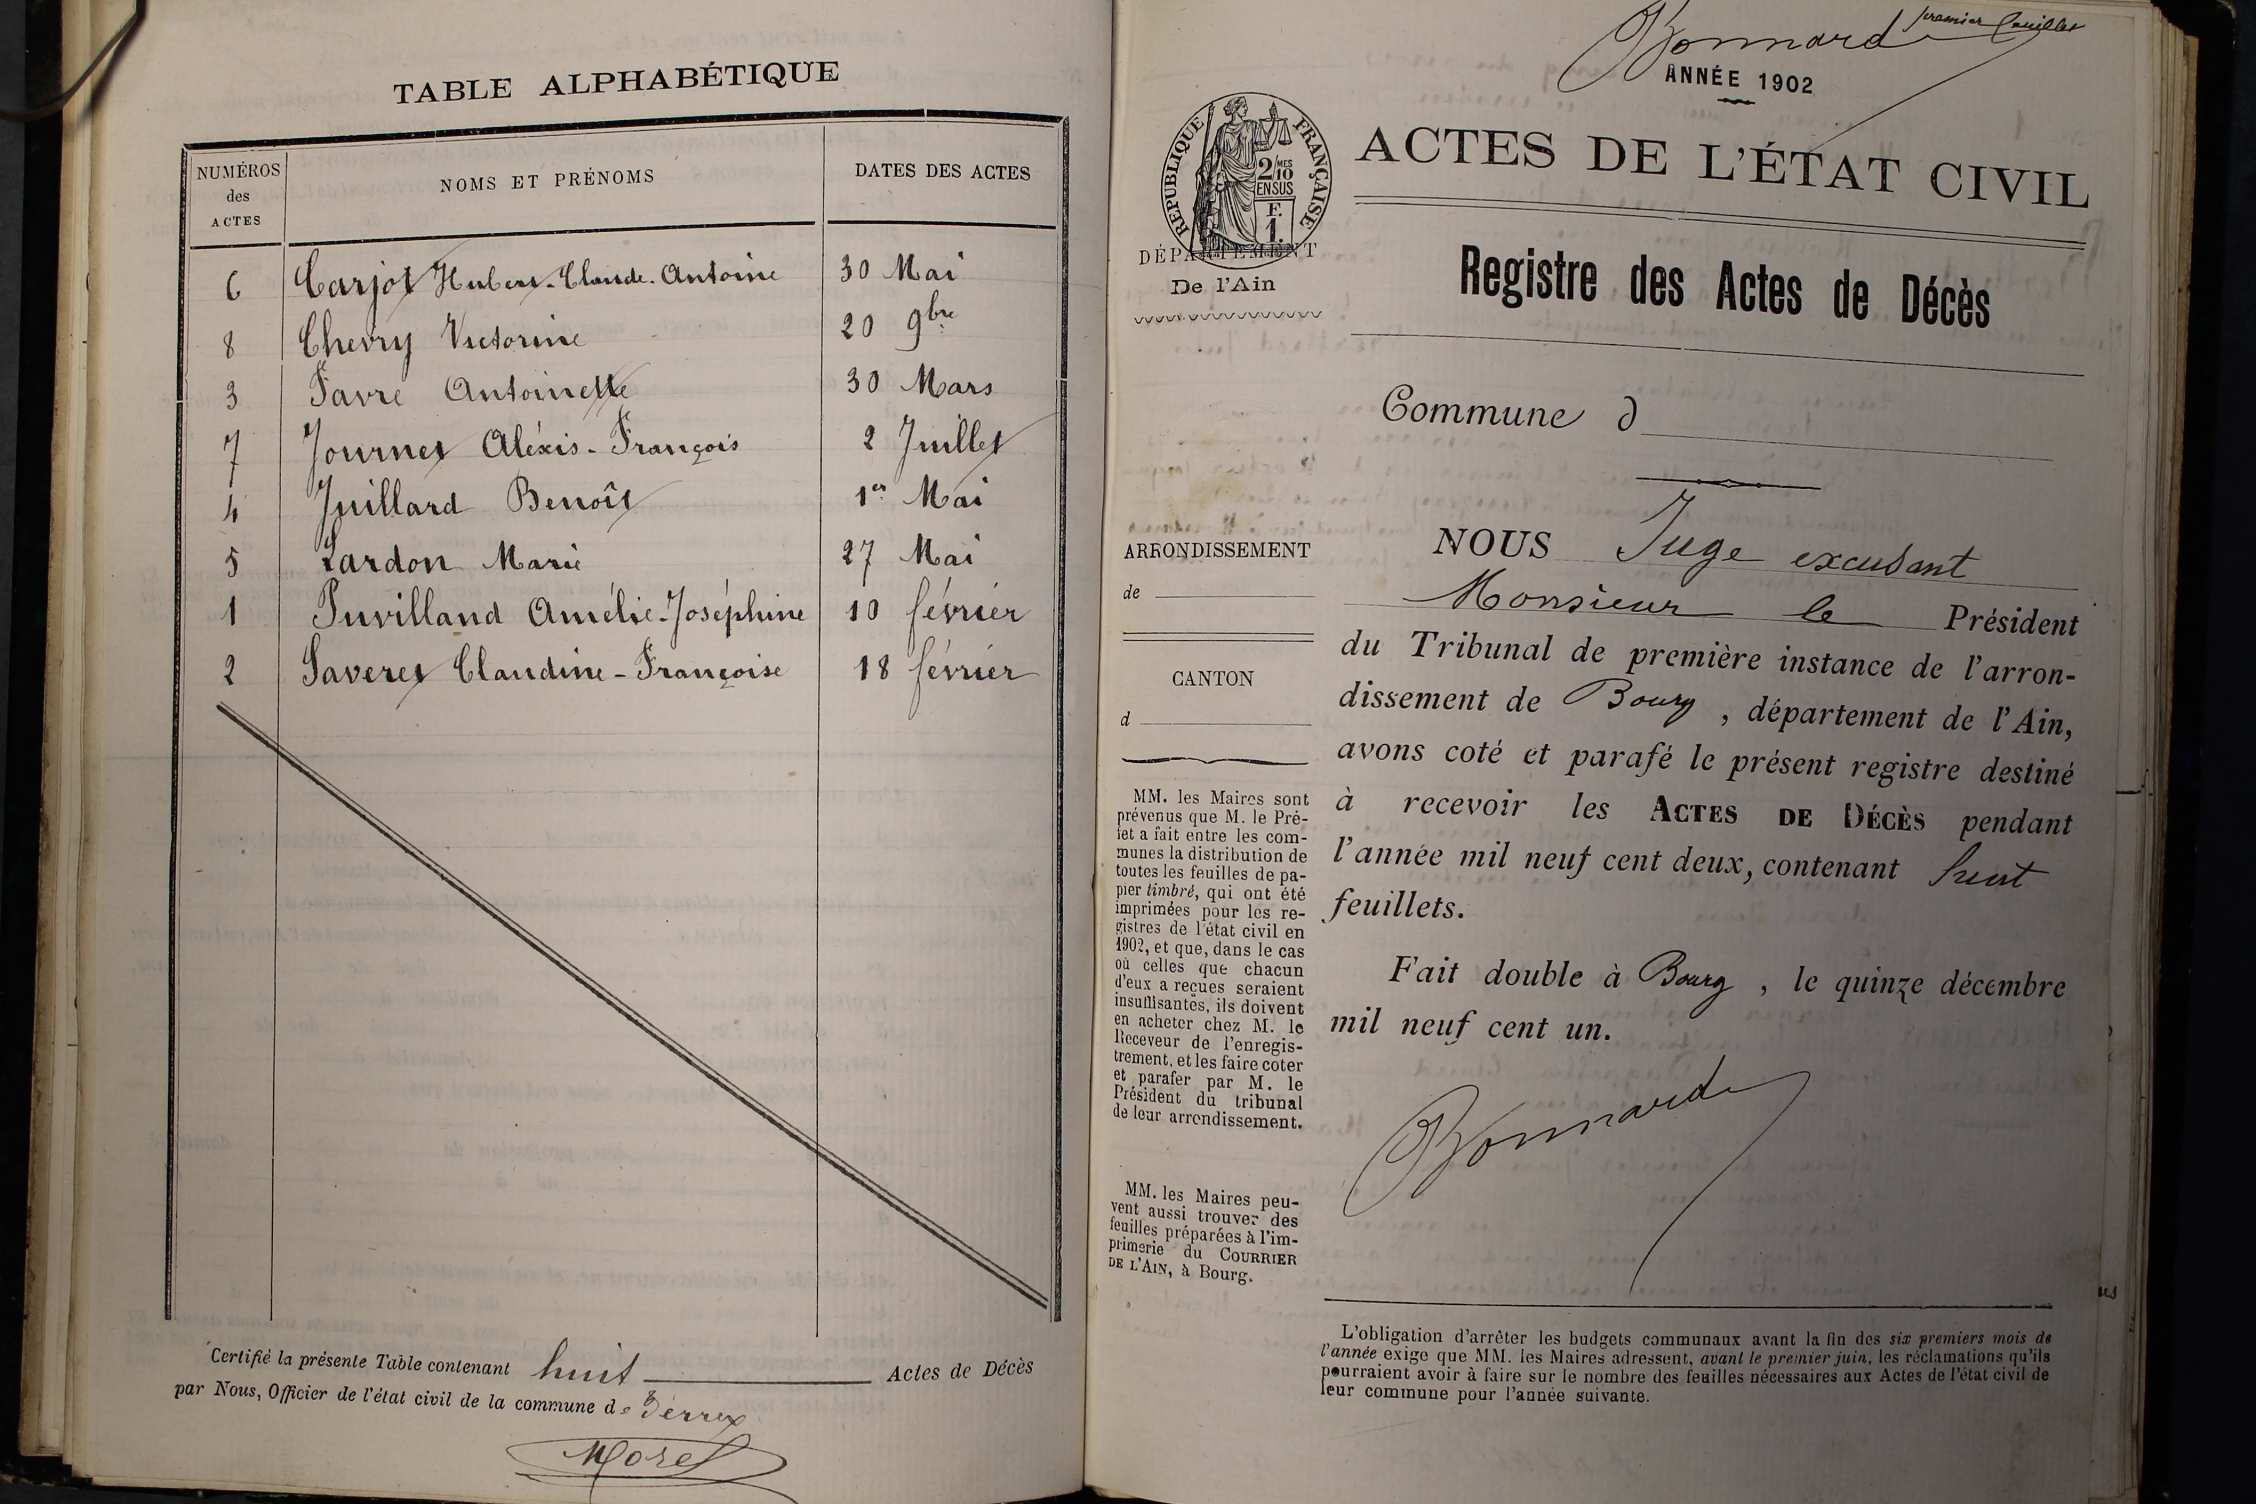 TABLE ALPHABÉTIQUE
NUMÉROS des ACTES
NOMS ET PRÉNOMS
DATES DES ACTES
6 Carjot Hubert-Claude-Antoine 30 Mai
8 Chevry Victorine 20 9bre
3 Favre Antoinette 30 Mars
7 Journet Aléxis-François 2 Juillet
4 Juillard Benoît 1er Mai
5 Lardon Marie 27 Mai
1 Puvilland Amélie-Joséphine 10 février
2 Saveret Claudine-Françoise 18 février
Certifié la présente Table contenant huit Actes de Décès
par Nous, Officier de l'état civil de la commune de
Morel
premier feuillet
Bonnard
ANNÉE 1902
RÉPUBLIQUE FRANÇAISE
2/10 MES
EN SUS
F.
1.
DÉPARTEMENT
De l'Ain
ACTES DE L'ÉTAT CIVIL
Registre des Actes de Décès
Commune d
ARRONDISSEMENT
de
CANTON
d
MM. les Maires sont
prévenus que M. le Pré-
fet a fait entre les com-
munes la distribution de
toutes les feuilles de pa-
pier timbré, qui ont été
imprimées pour les re-
gistres de l'état civil en
1902, et que, dans le cas
où celles que chacun
d'eux a reçues seraient
insuffisantes, ils doivent
en acheter chez M. le
Receveur de l'enregis-
trement, et les faire coter
et parafer par M. le
Président du tribunal
de leur arrondissement.
MM. les Maires peu-
vent aussi trouver des
feuilles préparées à l'im-
primerie du COURRIER
DE L'AIN, à Bourg.
NOUS Juge excusant
Monsieur le Président
du Tribunal de première instance de l'arron-
dissement de Bourg, département de l'Ain,
avons coté et parafé le présent registre destiné
à recevoir les ACTES DE DÉCÈS pendant
l'année mil neuf cent deux, contenant huit
feuillets.
Fait double à Bourg, le quinze décembre
mil neuf cent un.
Bonnard
L'obligation d'arrêter les budgets communaux avant la fin des six premiers mois de
l'année exige que MM. les Maires adressent, avant le premier juin, les réclamations qu'ils
pourraient avoir à faire sur le nombre des feuilles nécessaires aux Actes de l'état civil de
leur commune pour l'année suivante.